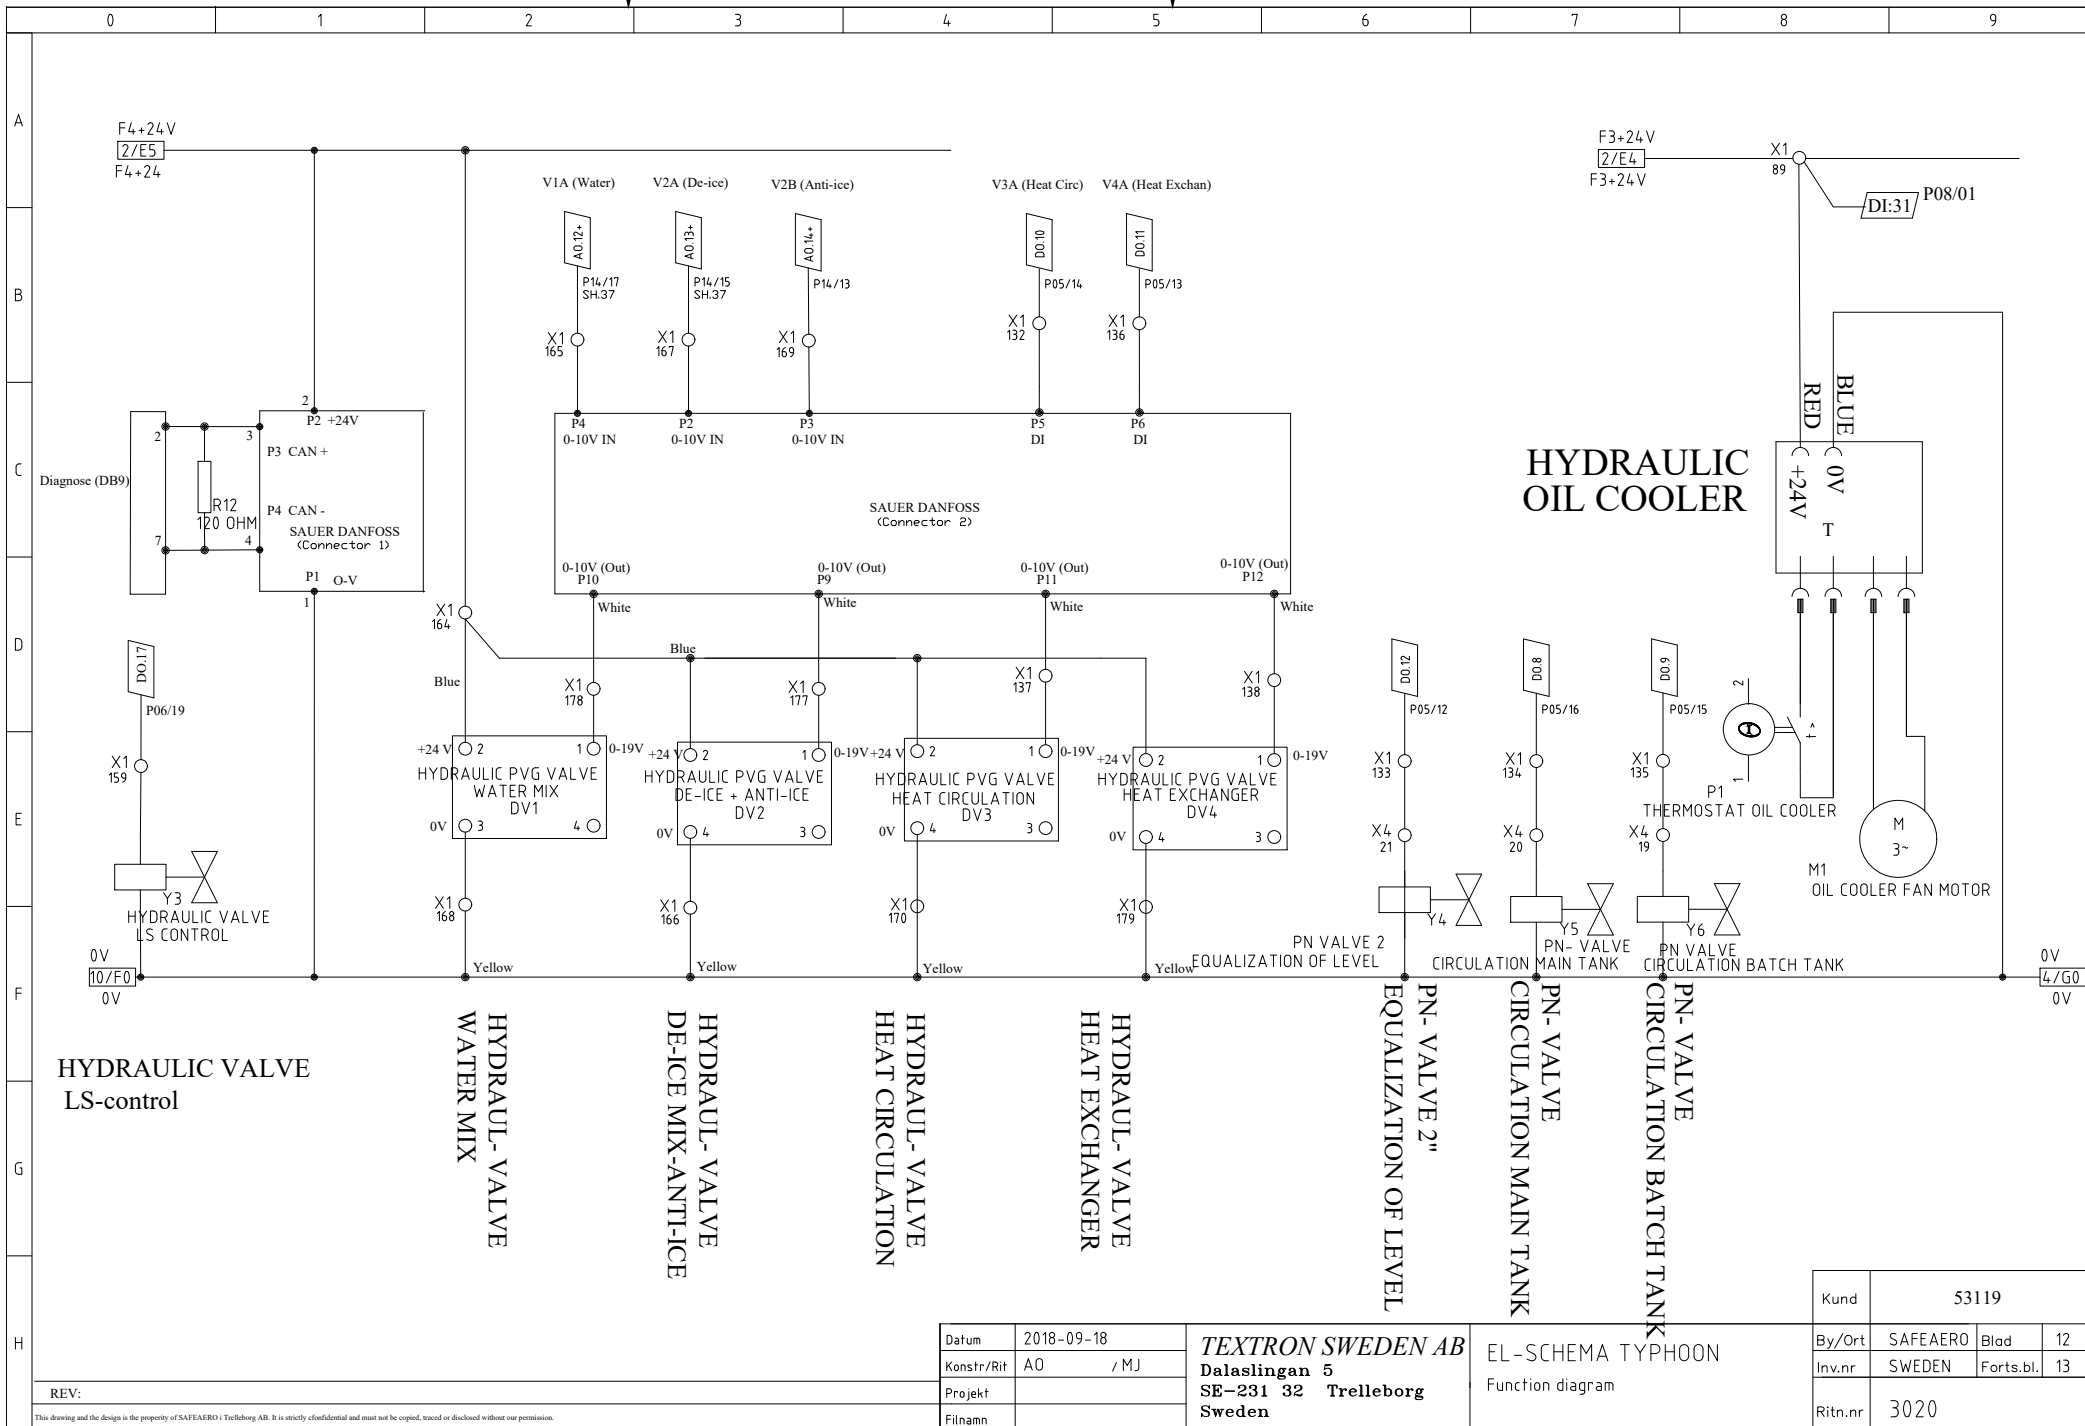 0 1 2 3 4 5 6 7 8 9
A
B
C
D
E
F
G
H
F4+24V
2/E5
F4+24
F3+24V
2/E4
F3+24V
X1
89
DI:31
P08/01
V1A (Water)
V2A (De-ice)
V2B (Anti-ice)
V3A (Heat Circ)
V4A (Heat Exchan)
AO.12+
AO.13+
AO.14+
DO.10
DO.11
P14/17
SH.37
P14/15
SH.37
P14/13
P05/14
P05/13
X1
165
X1
167
X1
169
X1
132
X1
136
RED
BLUE
HYDRAULIC
OIL COOLER
+24V
0V
T
Diagnose (DB9)
2
7
R12
120 OHM
2
P2 +24V
3
P3 CAN +
P4 CAN -
4
SAUER DANFOSS
(Connector 1)
P1 O-V
1
P4
0-10V IN
P2
0-10V IN
P3
0-10V IN
P5
DI
P6
DI
SAUER DANFOSS
(Connector 2)
0-10V (Out)
P10
0-10V (Out)
P9
0-10V (Out)
P11
0-10V (Out)
P12
White
White
White
White
X1
164
Blue
Blue
X1
178
X1
177
X1
137
X1
138
DO.17
P06/19
X1
159
Y3
HYDRAULIC VALVE
LS CONTROL
+24 V 2 1 0-19V
HYDRAULIC PVG VALVE
WATER MIX
DV1
0V 3 4
+24 V 2 1 0-19V
HYDRAULIC PVG VALVE
DE-ICE + ANTI-ICE
DV2
0V 4 3
+24 V 2 1 0-19V
HYDRAULIC PVG VALVE
HEAT CIRCULATION
DV3
0V 4 3
+24 V 2 1 0-19V
HYDRAULIC PVG VALVE
HEAT EXCHANGER
DV4
0V 4 3
X1
168
X1
166
X1
170
X1
179
Yellow
Yellow
Yellow
Yellow
DO.12
P05/12
X1
133
X4
21
Y4
PN VALVE 2
EQUALIZATION OF LEVEL
DO.8
P05/16
X1
134
X4
20
Y5
PN- VALVE
CIRCULATION MAIN TANK
DO.9
P05/15
X1
135
X4
19
Y6
PN VALVE
CIRCULATION BATCH TANK
2
1
P1
THERMOSTAT OIL COOLER
M
3~
M1
OIL COOLER FAN MOTOR
0V
10/F0
0V
0V
4/G0
0V
HYDRAULIC VALVE
LS-control
HYDRAUL- VALVE
WATER MIX
HYDRAUL- VALVE
DE-ICE MIX-ANTI-ICE
HYDRAUL- VALVE
HEAT CIRCULATION
HYDRAUL- VALVE
HEAT EXCHANGER
PN- VALVE 2"
EQUALIZATION OF LEVEL
PN- VALVE
CIRCULATION MAIN TANK
PN- VALVE
CIRCULATION BATCH TANK
REV:
This drawing and the design is the property of SAFEAERO i Trelleborg AB. It is strictly cfonfidential and must not be copied, traced or disclosed without our permission.
Datum 2018-09-18
Konstr/Rit AO / MJ
Projekt
Filnamn
TEXTRON SWEDEN AB
Dalaslingan 5
SE-231 32 Trelleborg
Sweden
EL-SCHEMA TYPHOON
Function diagram
Kund 53119
By/Ort SAFEAERO Blad 12
Inv.nr SWEDEN Forts.bl. 13
Ritn.nr 3020